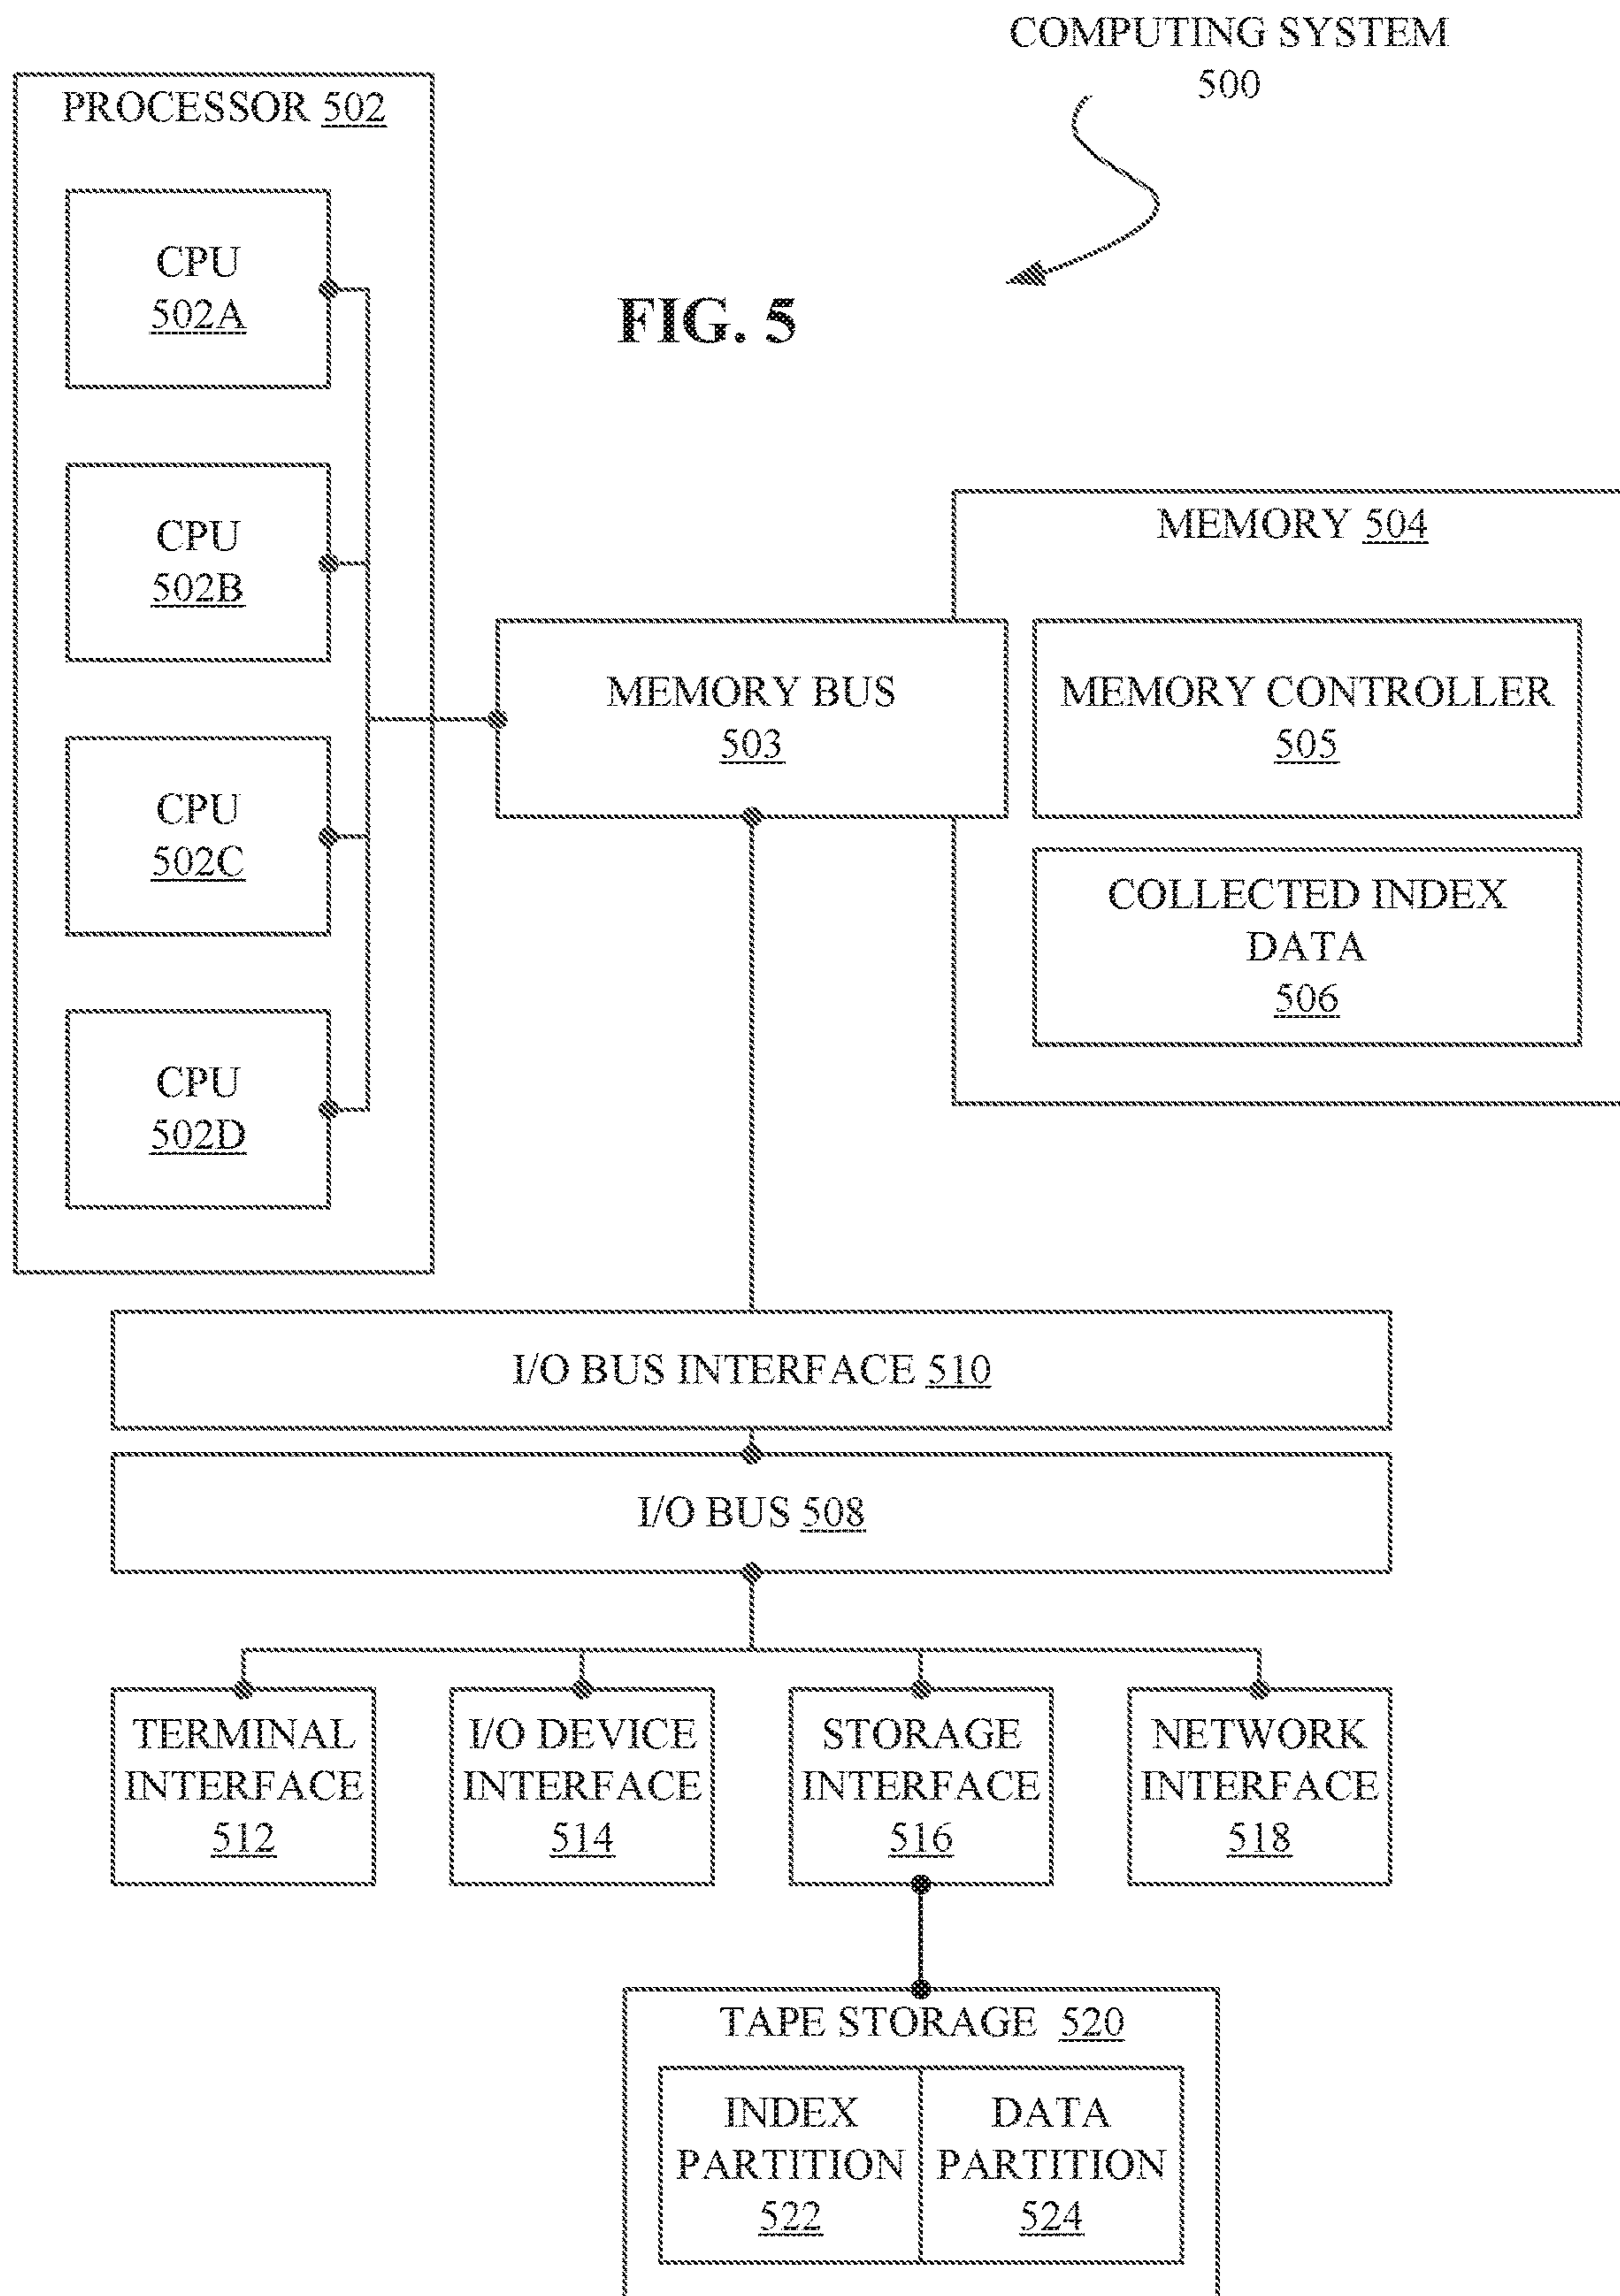 COMPUTING SYSTEM
500
PROCESSOR 502
CPU
502A
FIG. 5
CPU
502B
MEMORY 504
MEMORY BUS
503
MEMORY CONTROLLER
505
CPU
502C
COLLECTED INDEX
DATA
506
CPU
502D
I/O BUS INTERFACE 510
I/O BUS 508
TERMINAL
INTERFACE
512
I/O DEVICE
INTERFACE
514
STORAGE
INTERFACE
516
NETWORK
INTERFACE
518
TAPE STORAGE 520
INDEX
PARTITION
522
DATA
PARTITION
524